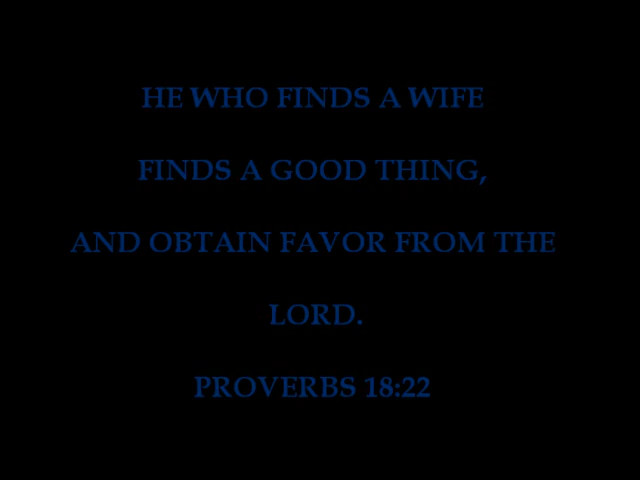 HE WHO FINDS A WIFE
FINDS A GOOD THING,
AND OBTAIN FAVOR FROM THE
LORD.
PROVERBS 18:22